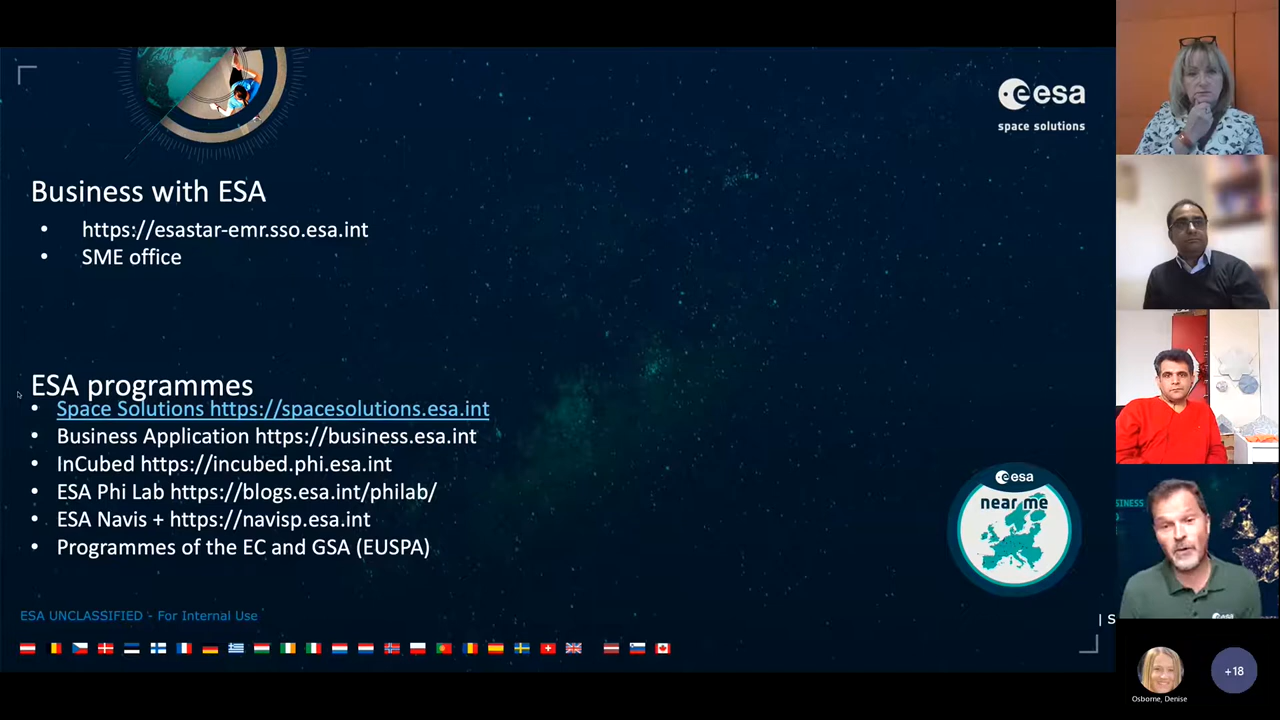 esa
space solutions
Business with ESA
• https://esastar-emr.sso.esa.int
• SME office
ESA programmes
• Space Solutions https://spacesolutions.esa.int
• Business Application https://business.esa.int
• InCubed https://incubed.phi.esa.int
• ESA Phi Lab https://blogs.esa.int/philab/
• ESA Navis + https://navisp.esa.int
• Programmes of the EC and GSA (EUSPA)
esa
near me
ESA UNCLASSIFIED - For Internal Use
| S
esa
Osborne, Denise
+18